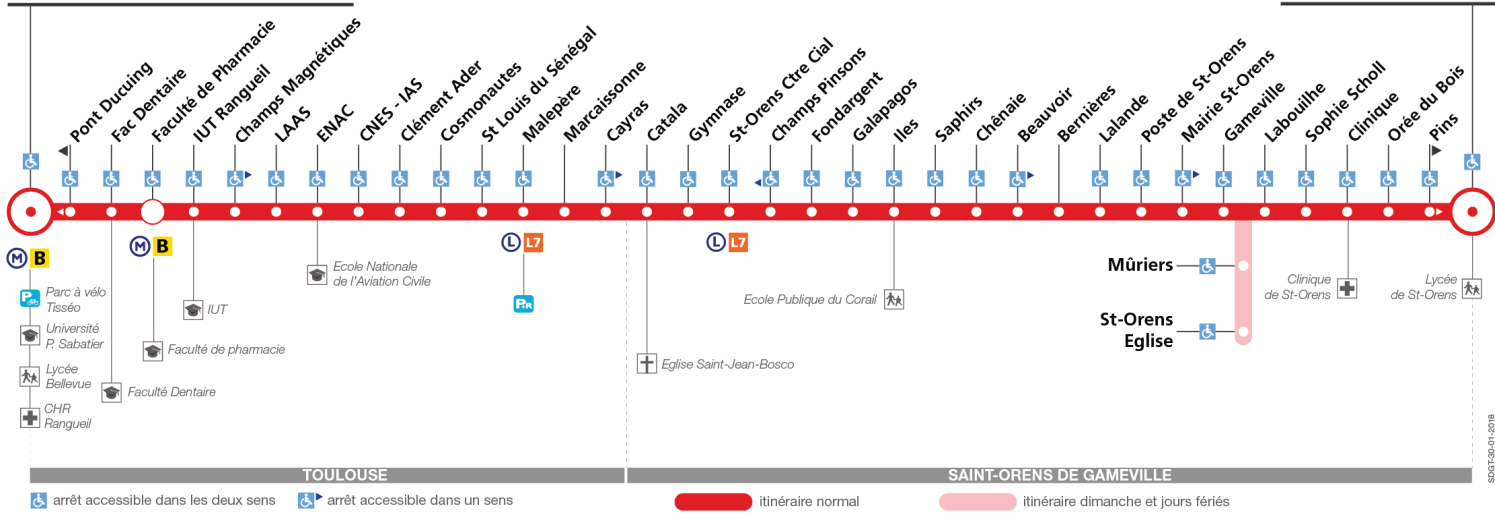 Pont Ducuing
Fac Dentaire
Faculté de Pharmacie
IUT Rangueil
Champs Magnétiques
LAAS
ENAC
CNES - IAS
Clément Ader
Cosmonautes
St Louis du Sénégal
Malepère
Marcaissonne
Cayras
Catala
Gymnase
St-Orens Ctre Cial
Champs Pinsons
Fondargent
Galapagos
Iles
Saphirs
Chênaie
Beauvoir
Bernières
Lalande
Poste de St-Orens
Mairie St-Orens
Gameville
Labouilhe
Sophie Scholl
Clinique
Orée du Bois
Pins
M B
Parc à vélo
Tisséo
Université
P. Sabatier
Lycée
Bellevue
CHR
Rangueil
Faculté Dentaire
M B
Faculté de pharmacie
IUT
Ecole Nationale
de l'Aviation Civile
L L7
P+R
Eglise Saint-Jean-Bosco
L L7
Ecole Publique du Corail
Mûriers
St-Orens
Eglise
Clinique
de St-Orens
Lycée
de St-Orens
TOULOUSE
SAINT-ORENS DE GAMEVILLE
arrêt accessible dans les deux sens
arrêt accessible dans un sens
itinéraire normal
itinéraire dimanche et jours fériés
SDGT-30-01-2018